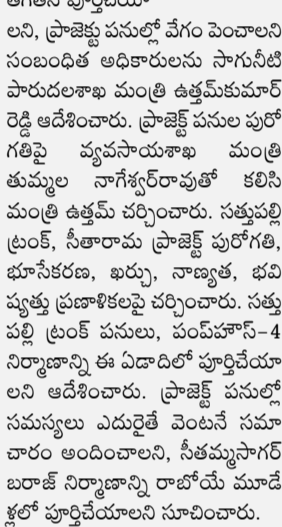 లని, ప్రాజెక్టు పనుల్లో వేగం పెంచాలని
సంబంధిత అధికారులను సాగునీటి
పారుదలశాఖ మంత్రి ఉత్తమ్‌కుమార్
రెడ్డి ఆదేశించారు. ప్రాజెక్ట్ పనుల పురో
గతిపై వ్యవసాయశాఖ మంత్రి
తుమ్మల నాగేశ్వర్‌రావుతో కలిసి
మంత్రి ఉత్తమ్ చర్చించారు. సత్తుపల్లి
ట్రంక్, సీతారామ ప్రాజెక్ట్ పురోగతి,
భూసేకరణ, ఖర్చు, నాణ్యత, భవి
ష్యత్తు ప్రణాళికలపై చర్చించారు. సత్తు
పల్లి ట్రంక్ పనులు, పంప్‌హౌస్-4
నిర్మాణాన్ని ఈ ఏడాదిలో పూర్తిచేయా
లని ఆదేశించారు. ప్రాజెక్ట్ పనుల్లో
సమస్యలు ఎదురైతే వెంటనే సమా
చారం అందించాలని, సీతమ్మసాగర్
బరాజ్ నిర్మాణాన్ని రాబోయే మూడే
ళ్లలో పూర్తిచేయాలని సూచించారు.